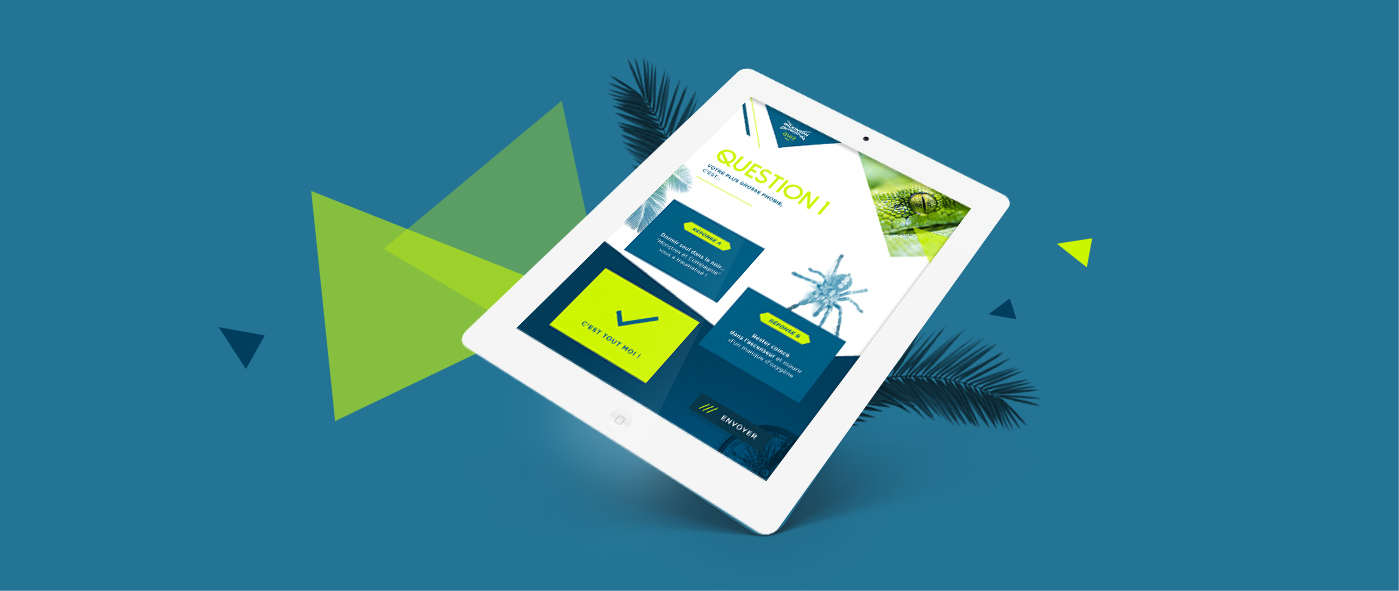 QUESTION 1
VOTRE PLUS GROSSE PHOBIE,
C'EST...
RÉPONSE A
Dormir seul dans le noir...
"Monstres et Compagnie"
vous a traumatisé !
C'EST TOUT MOI !
RÉPONSE B
Rester coincé
dans l'ascenseur et mourir
d'un manque d'oxygène
ENVOYER